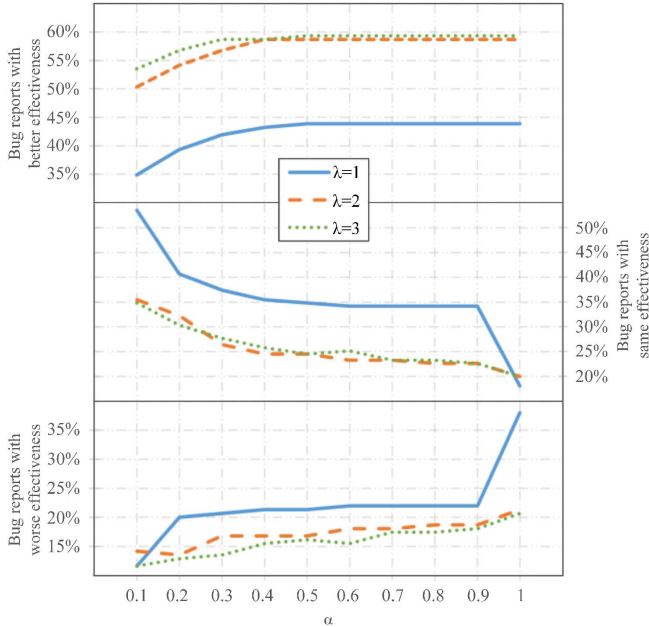 60%
55%
50%
45%
40%
35%
Bug reports with
better effectiveness
λ=1
λ=2
λ=3
50%
45%
40%
35%
30%
25%
20%
Bug reports with
same effectiveness
35%
30%
25%
20%
15%
Bug reports with
worse effectiveness
0.1 0.2 0.3 0.4 0.5 0.6 0.7 0.8 0.9 1
α